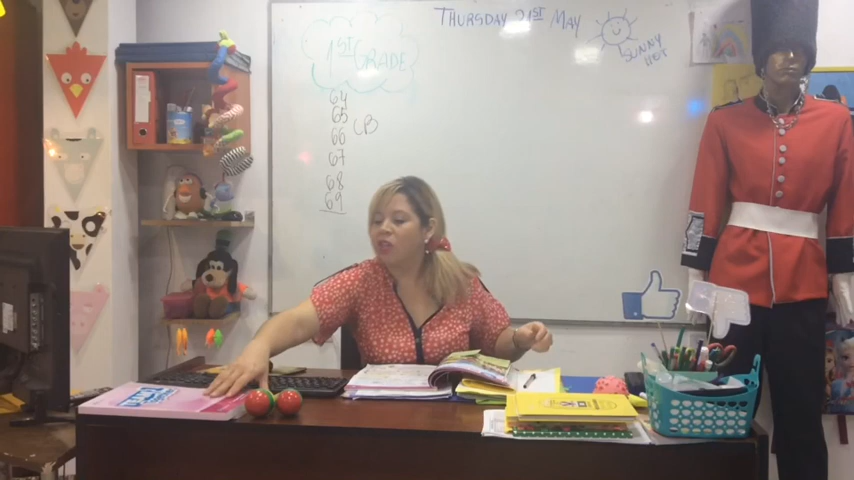 THURSDAY 21ST MAY
SUNNY
HOT
1ST GRADE
64
65
66 CB
67
68
69